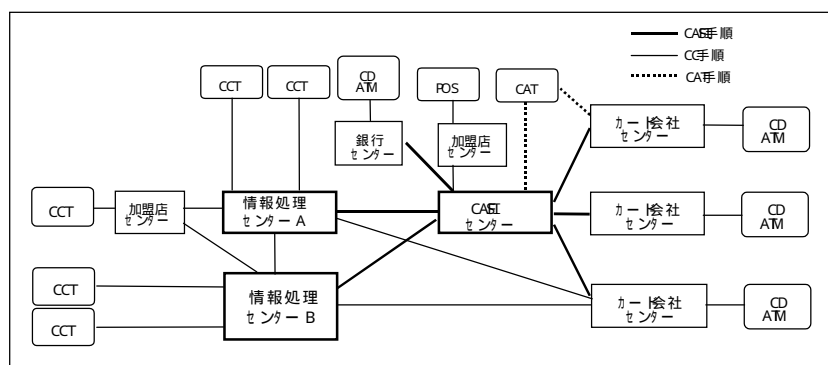 CAFIS手順
CC手順
CAT手順
CCT
CCT
CD
ATM
POS
CAT
カード会社
センター
CD
ATM
銀行
センター
加盟店
センター
CCT
加盟店
センター
情報処理
センターA
CAFIS
センター
カード会社
センター
CD
ATM
CCT
CCT
情報処理
センターB
カード会社
センター
CD
ATM